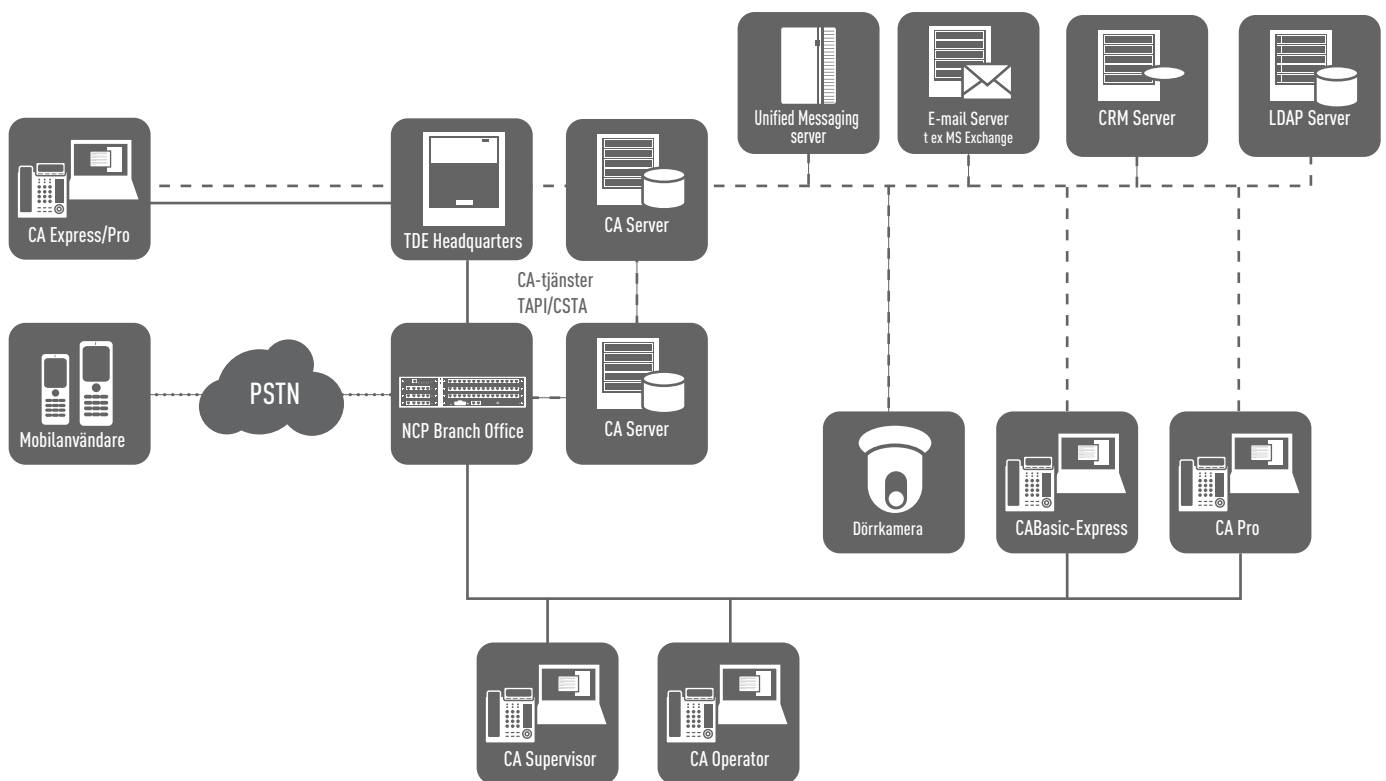 Unified Messaging
server
E-mail Server
t ex MS Exchange
CRM Server
LDAP Server
CA Express/Pro
TDE Headquarters
CA Server
CA-tjänster
TAPI/CSTA
Mobilanvändare
PSTN
NCP Branch Office
CA Server
Dörrkamera
CABasic-Express
CA Pro
CA Supervisor
CA Operator